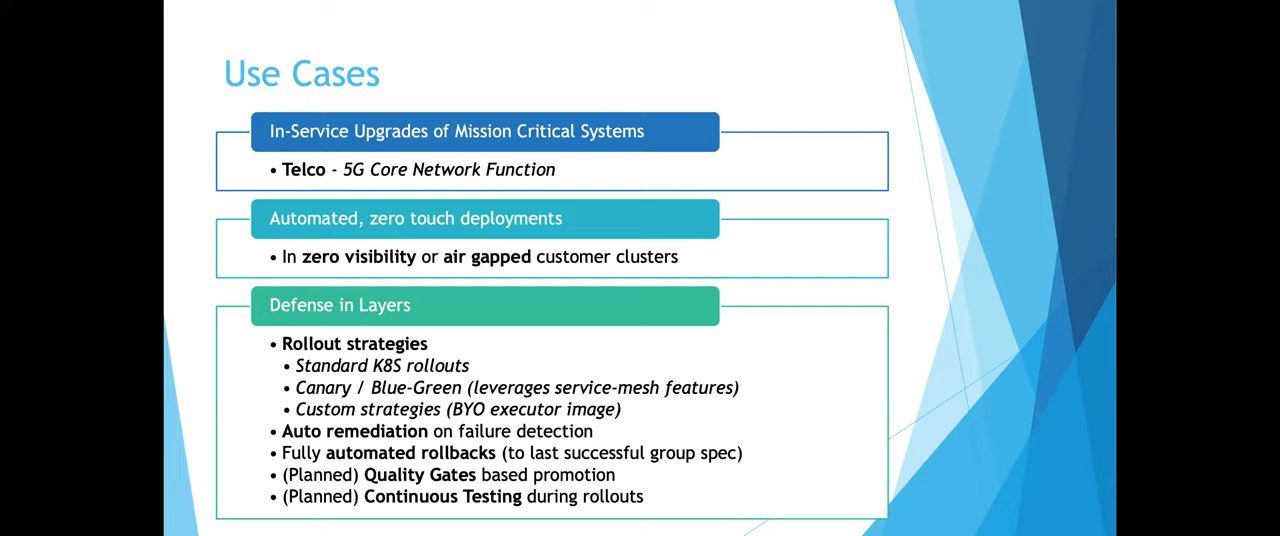 Use Cases
In-Service Upgrades of Mission Critical Systems
• Telco - 5G Core Network Function
Automated, zero touch deployments
• In zero visibility or air gapped customer clusters
Defense in Layers
• Rollout strategies
• Standard K8S rollouts
• Canary / Blue-Green (leverages service-mesh features)
• Custom strategies (BYO executor image)
• Auto remediation on failure detection
• Fully automated rollbacks (to last successful group spec)
• (Planned) Quality Gates based promotion
• (Planned) Continuous Testing during rollouts